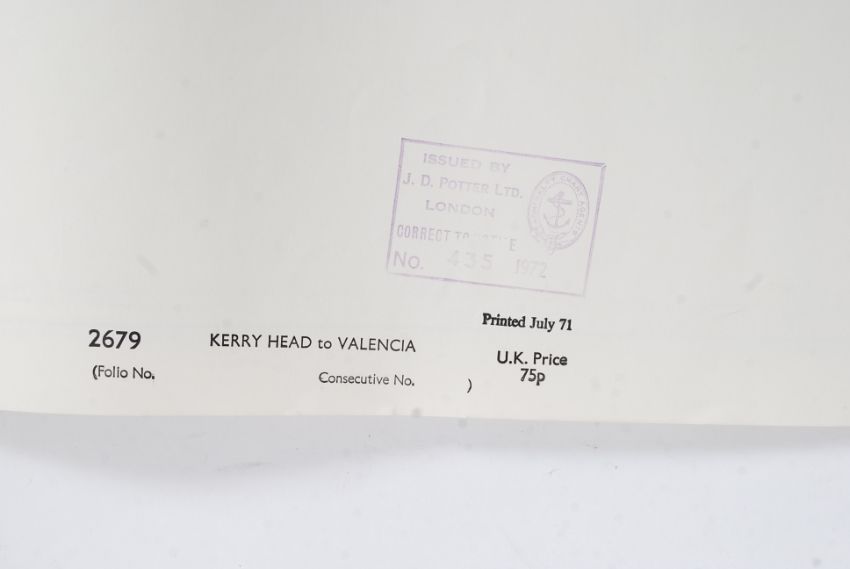 ISSUED BY
J. D. POTTER LTD.
LONDON
CORRECT TO
No. 435 1972
Printed July 71
2679 KERRY HEAD to VALENCIA
U.K. Price
75p
(Folio No. Consecutive No. )